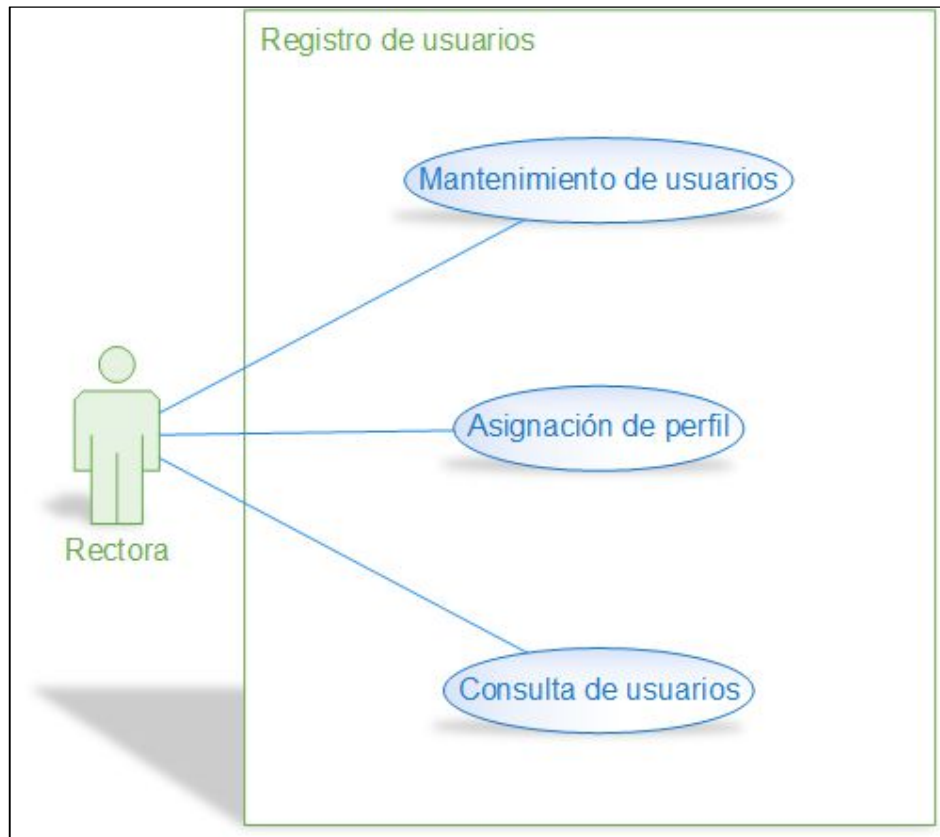 Registro de usuarios
Mantenimiento de usuarios
Asignación de perfil
Rectora
Consulta de usuarios